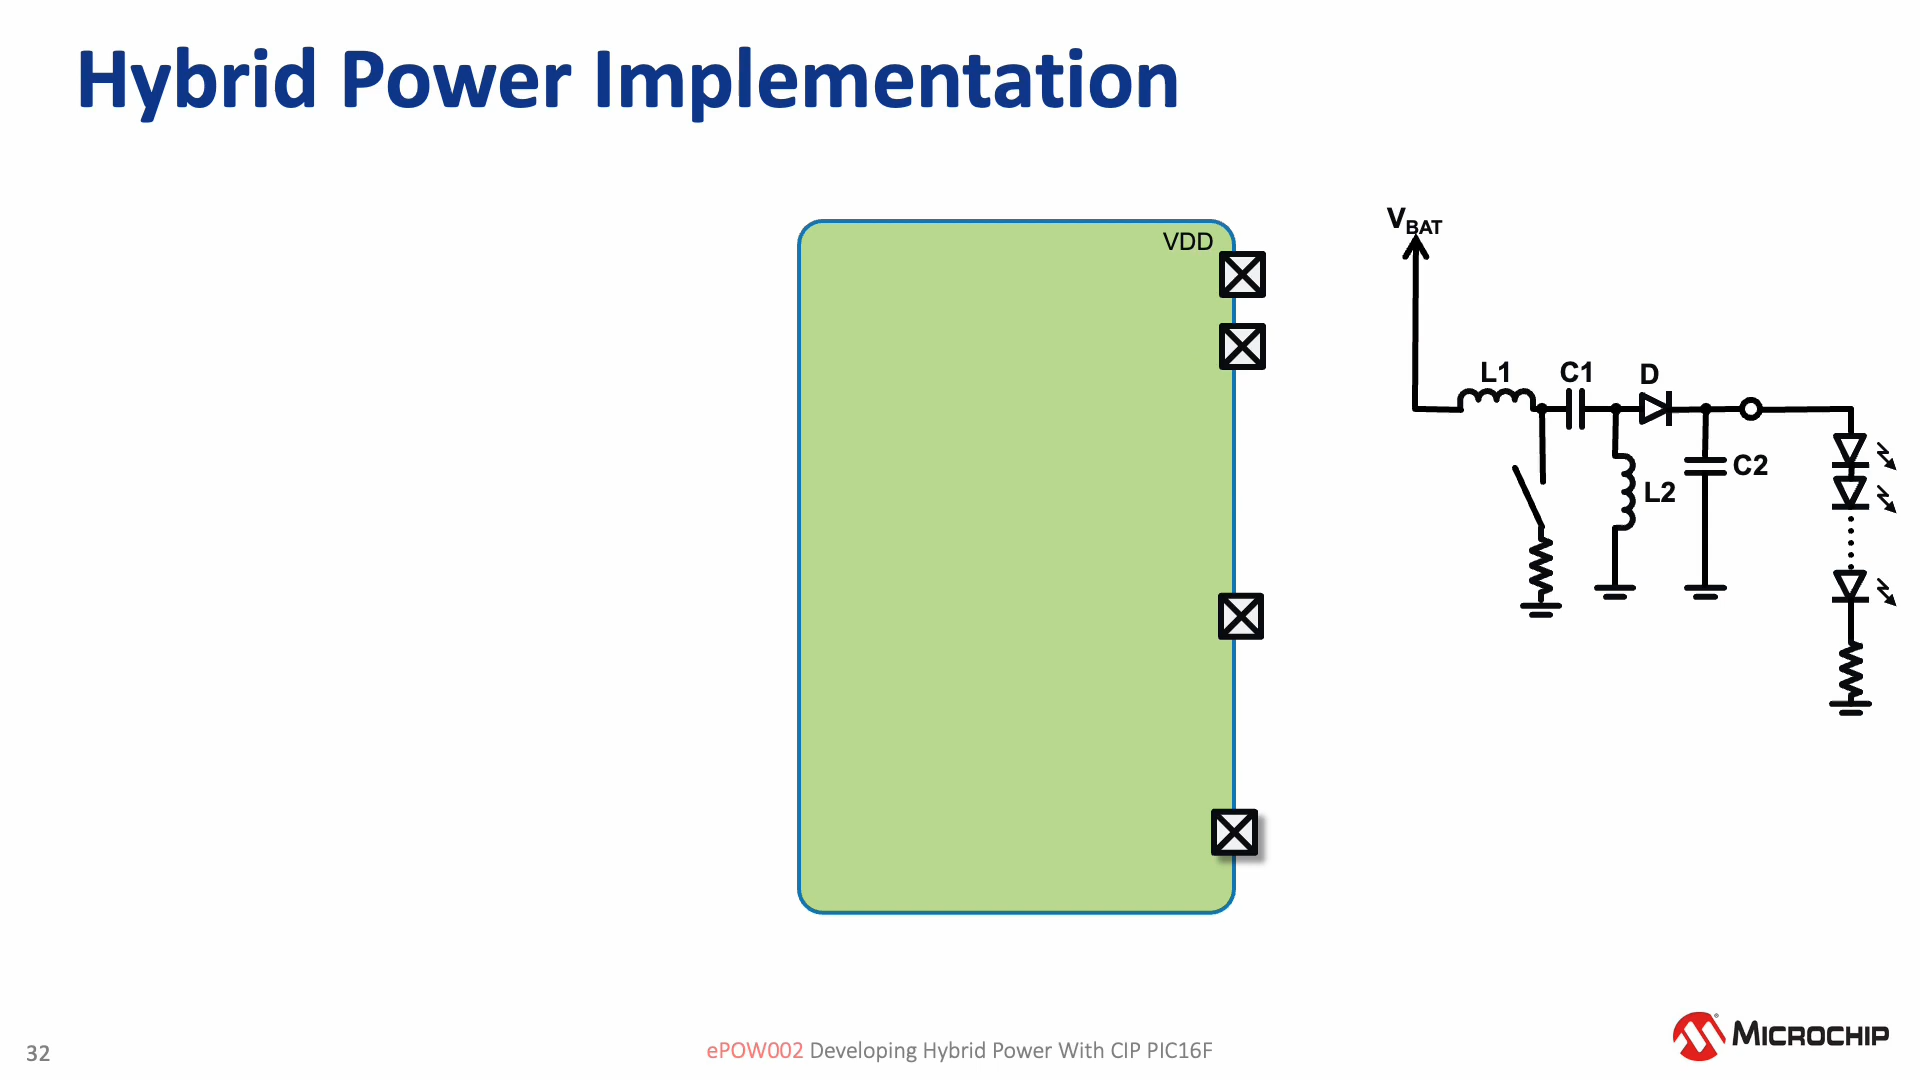 Hybrid Power Implementation
VDD
VBAT
L1
C1
D
C2
L2
32
ePOW002 Developing Hybrid Power With CIP PIC16F
MICROCHIP